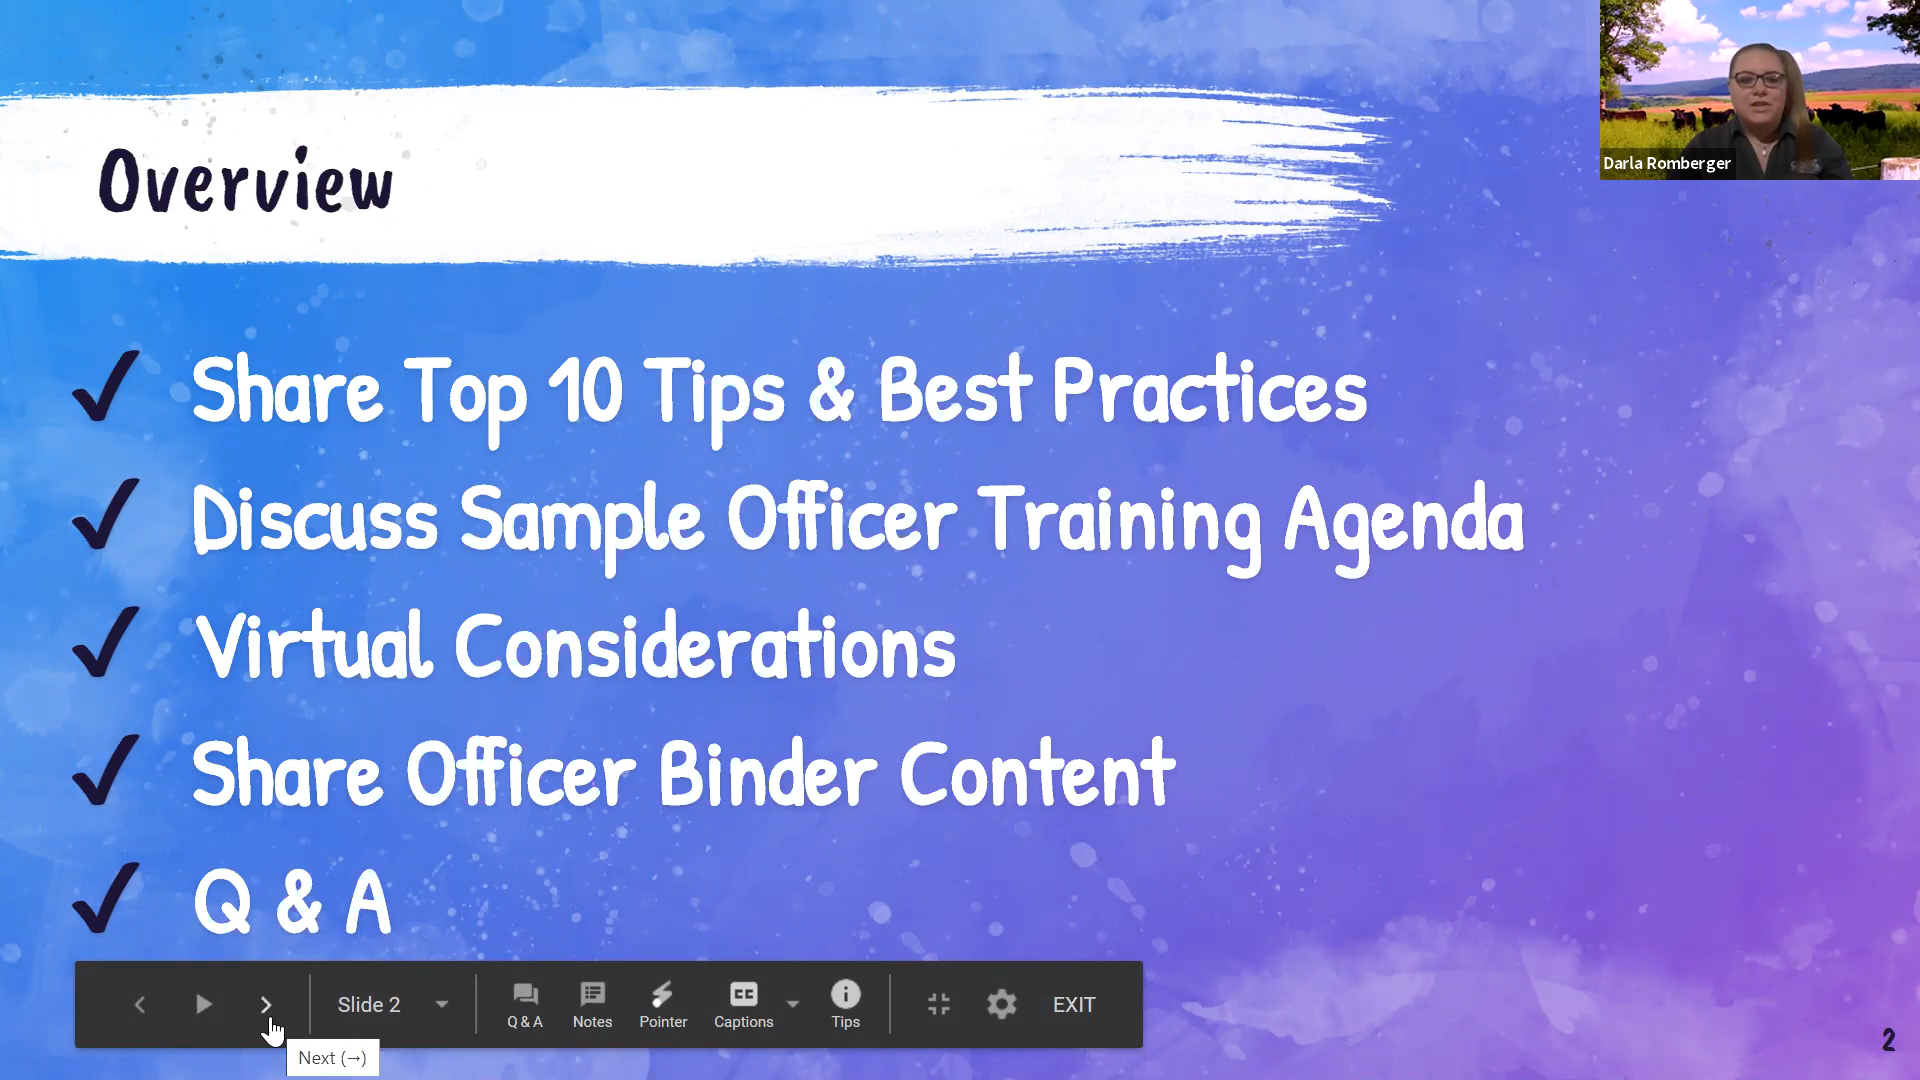 Overview
Darla Romberger
✓ Share Top 10 Tips & Best Practices
✓ Discuss Sample Officer Training Agenda
✓ Virtual Considerations
✓ Share Officer Binder Content
✓ Q & A
Slide 2
Q & A
Notes
Pointer
Captions
Tips
EXIT
Next (→)
2